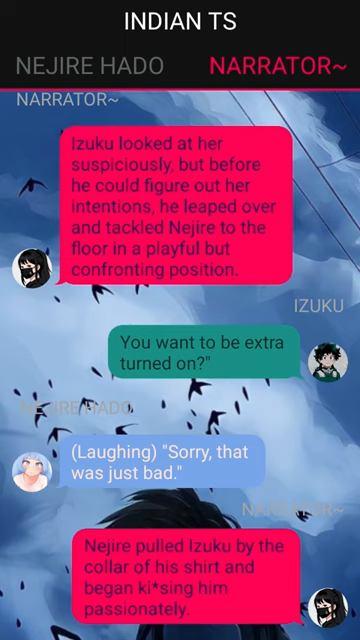 INDIAN TS
NEJIRE HADO
NARRATOR~
NARRATOR~
Izuku looked at her
suspiciously, but before
he could figure out her
intentions, he leaped over
and tackled Nejire to the
floor in a playful but
confronting position.
IZUKU
You want to be extra
turned on?"
NEJIRE HADO
(Laughing) "Sorry, that
was just bad."
NARRATOR~
Nejire pulled Izuku by the
collar of his shirt and
began ki*sing him
passionately.